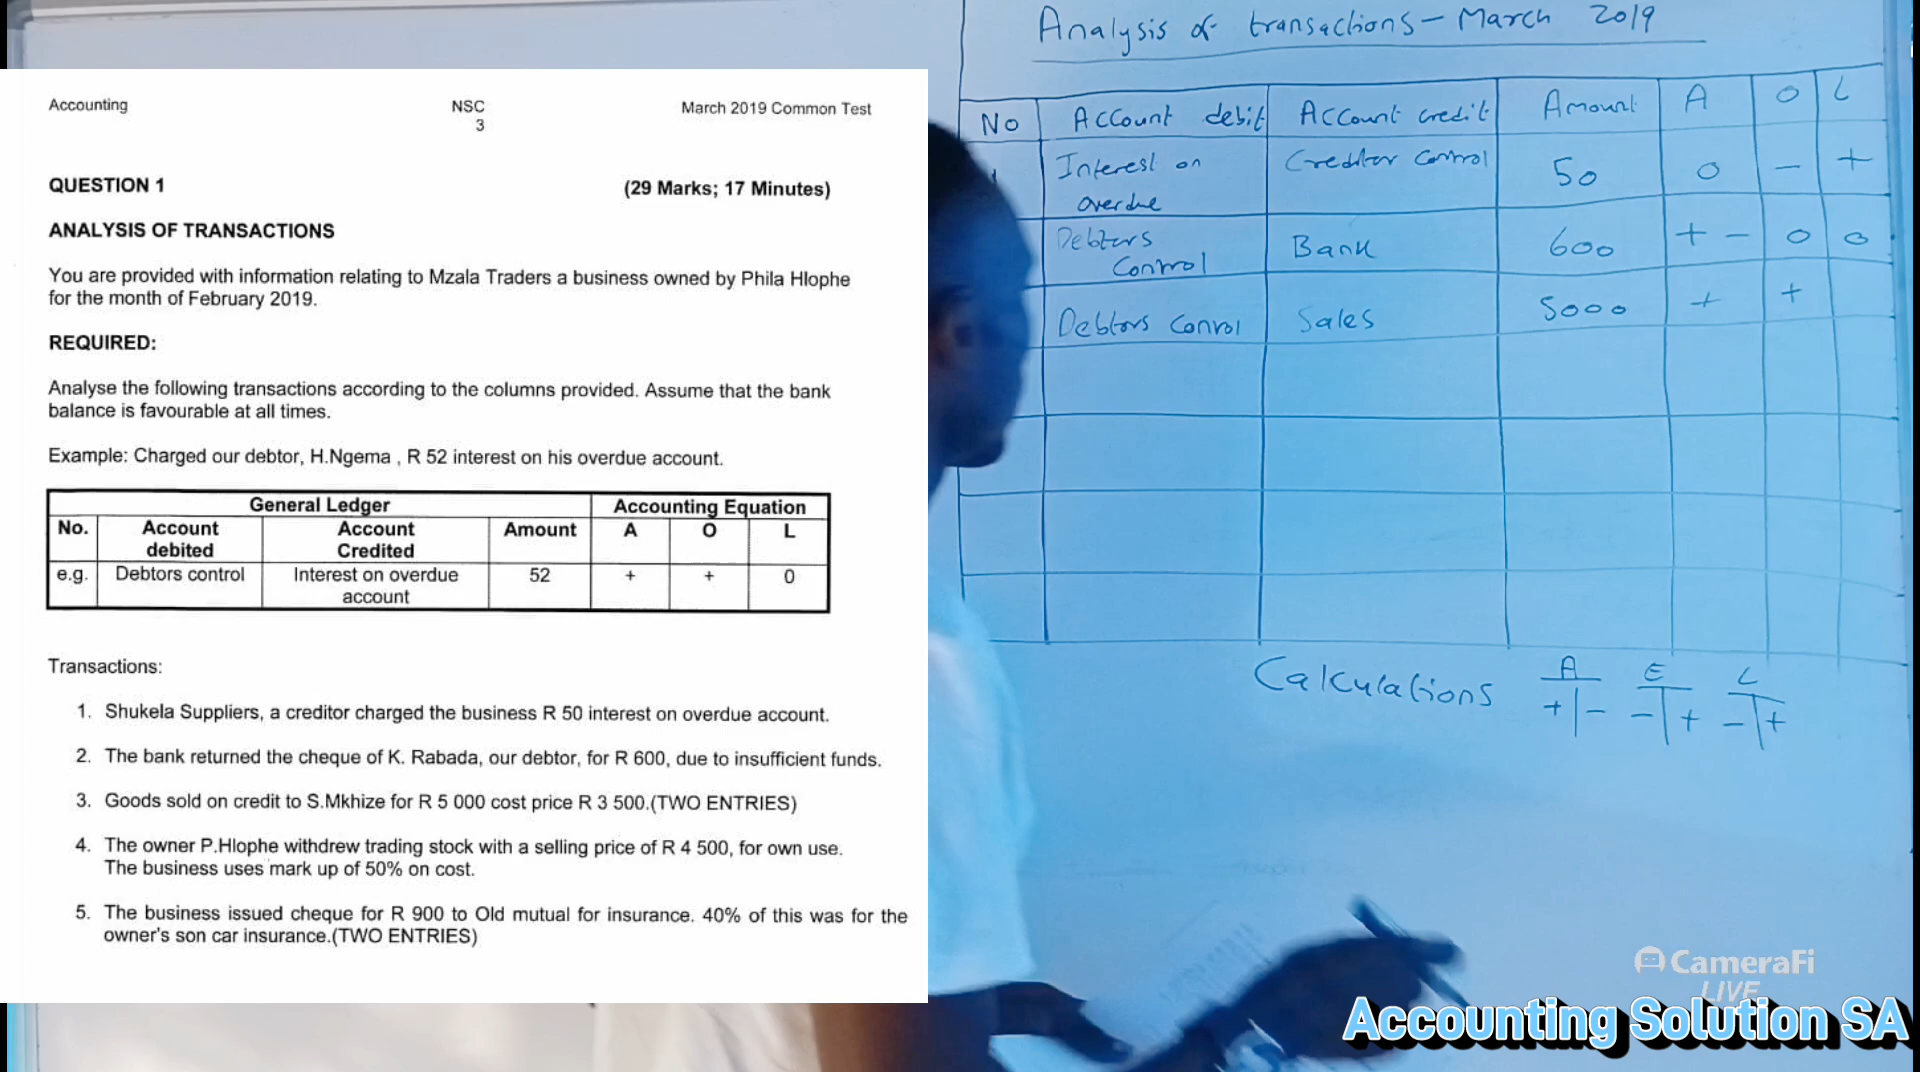 Accounting
NSC
3
March 2019 Common Test
QUESTION 1
(29 Marks; 17 Minutes)
ANALYSIS OF TRANSACTIONS
You are provided with information relating to Mzala Traders a business owned by Phila Hlophe
for the month of February 2019.
REQUIRED:
Analyse the following transactions according to the columns provided. Assume that the bank
balance is favourable at all times.
Example: Charged our debtor, H.Ngema , R 52 interest on his overdue account.
General Ledger Accounting Equation
No. Account debited Account Credited Amount A O L
e.g. Debtors control Interest on overdue account 52 + + 0
Transactions:
1. Shukela Suppliers, a creditor charged the business R 50 interest on overdue account.
2. The bank returned the cheque of K. Rabada, our debtor, for R 600, due to insufficient funds.
3. Goods sold on credit to S.Mkhize for R 5 000 cost price R 3 500.(TWO ENTRIES)
4. The owner P.Hlophe withdrew trading stock with a selling price of R 4 500, for own use.
The business uses mark up of 50% on cost.
5. The business issued cheque for R 900 to Old mutual for insurance. 40% of this was for the
owner's son car insurance.(TWO ENTRIES)
Analysis of transactions - March 2019
No Account debit Account credit Amount A O L
Interest on overdue Creditor control 50 0 - +
Debtors Control Bank 600 + - 0 0
Debtors Conrol Sales 5000 + +
Calculations A E L
+ - - + - +
CameraFi
LIVE
Accounting Solution SA